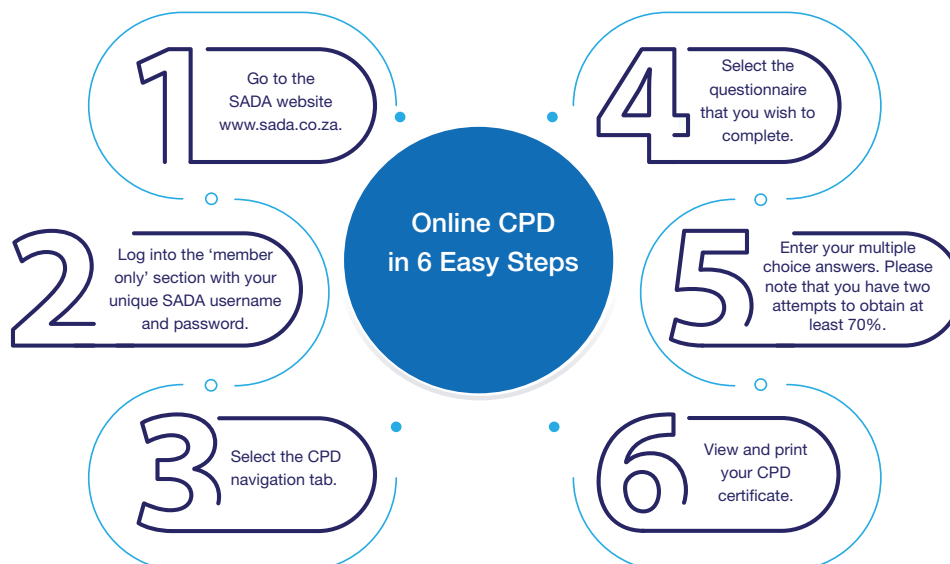 Online CPD
in 6 Easy Steps
1
Go to the
SADA website
www.sada.co.za.
2
Log into the ‘member
only’ section with your
unique SADA username
and password.
3
Select the CPD
navigation tab.
4
Select the
questionnaire
that you wish to
complete.
5
Enter your multiple
choice answers. Please
note that you have two
attempts to obtain at
least 70%.
6
View and print
your CPD
certificate.